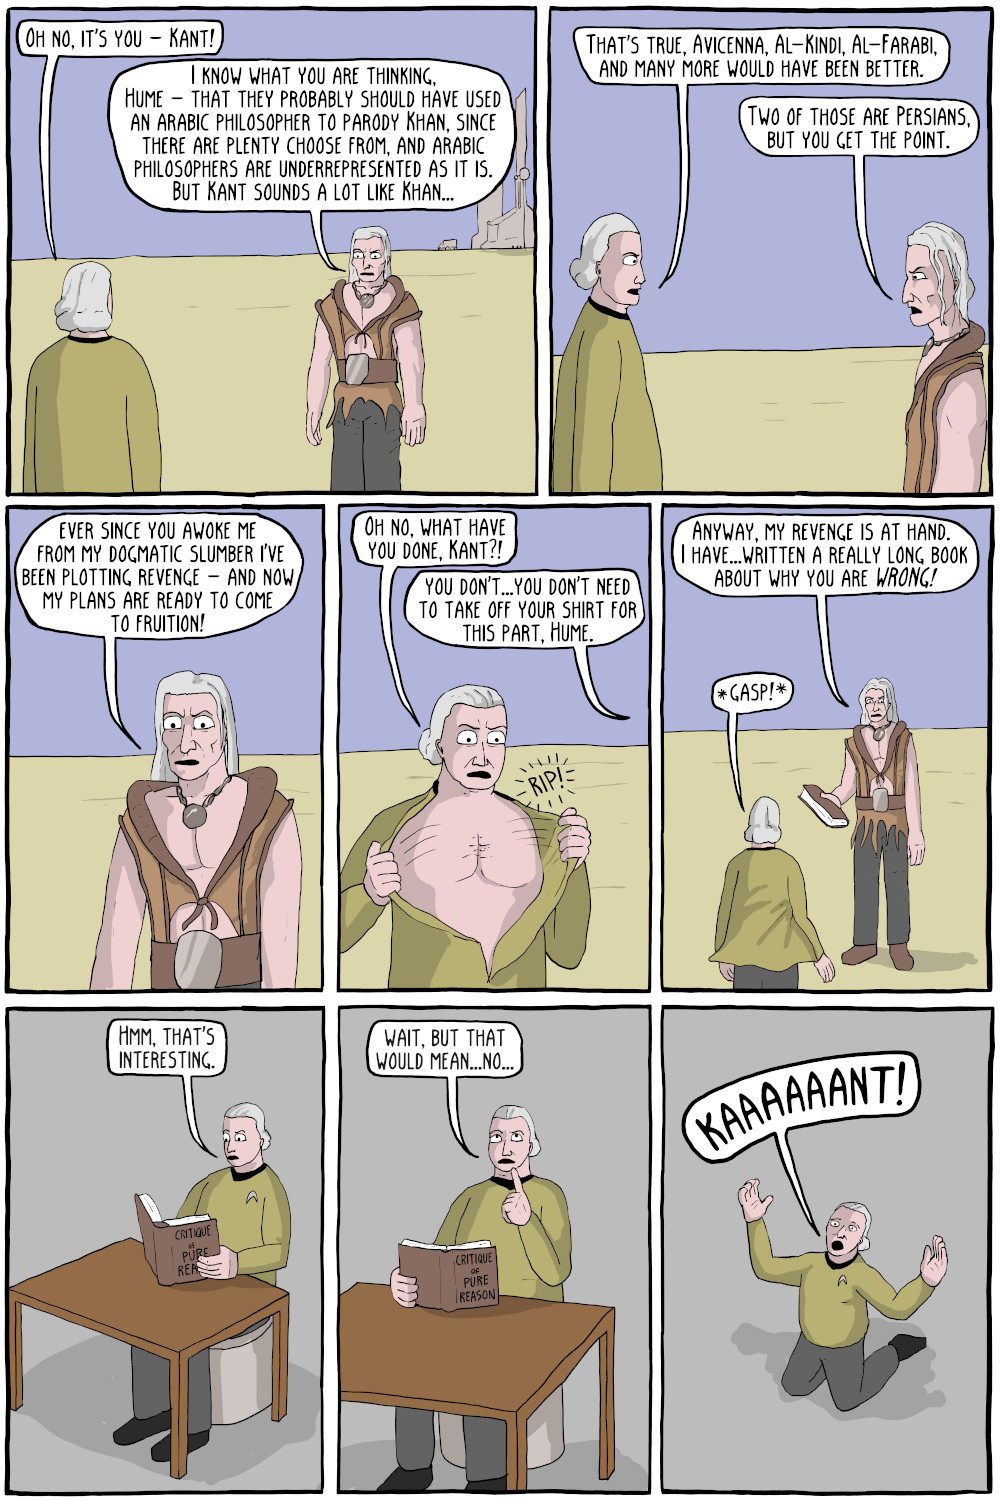 OH NO, IT'S YOU – KANT!
I KNOW WHAT YOU ARE THINKING,
HUME – THAT THEY PROBABLY SHOULD HAVE USED
AN ARABIC PHILOSOPHER TO PARODY KHAN, SINCE
THERE ARE PLENTY CHOOSE FROM, AND ARABIC
PHILOSOPHERS ARE UNDERREPRESENTED AS IT IS.
BUT KANT SOUNDS A LOT LIKE KHAN...
THAT'S TRUE, AVICENNA, AL-KINDI, AL-FARABI,
AND MANY MORE WOULD HAVE BEEN BETTER.
TWO OF THOSE ARE PERSIANS,
BUT YOU GET THE POINT.
EVER SINCE YOU AWOKE ME
FROM MY DOGMATIC SLUMBER I'VE
BEEN PLOTTING REVENGE – AND NOW
MY PLANS ARE READY TO COME
TO FRUITION!
OH NO, WHAT HAVE
YOU DONE, KANT?!
YOU DON'T...YOU DON'T NEED
TO TAKE OFF YOUR SHIRT FOR
THIS PART, HUME.
RIP!
ANYWAY, MY REVENGE IS AT HAND.
I HAVE...WRITTEN A REALLY LONG BOOK
ABOUT WHY YOU ARE WRONG!
*GASP!*
HMM, THAT'S
INTERESTING.
CRITIQUE
OF
PURE
REA
WAIT, BUT THAT
WOULD MEAN...NO...
CRITIQUE
OF
PURE
REASON
KAAAAAANT!